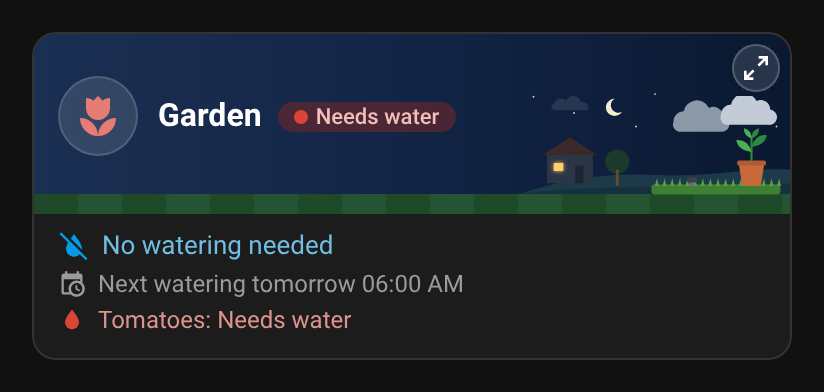 Garden
Needs water
No watering needed
Next watering tomorrow 06:00 AM
Tomatoes: Needs water